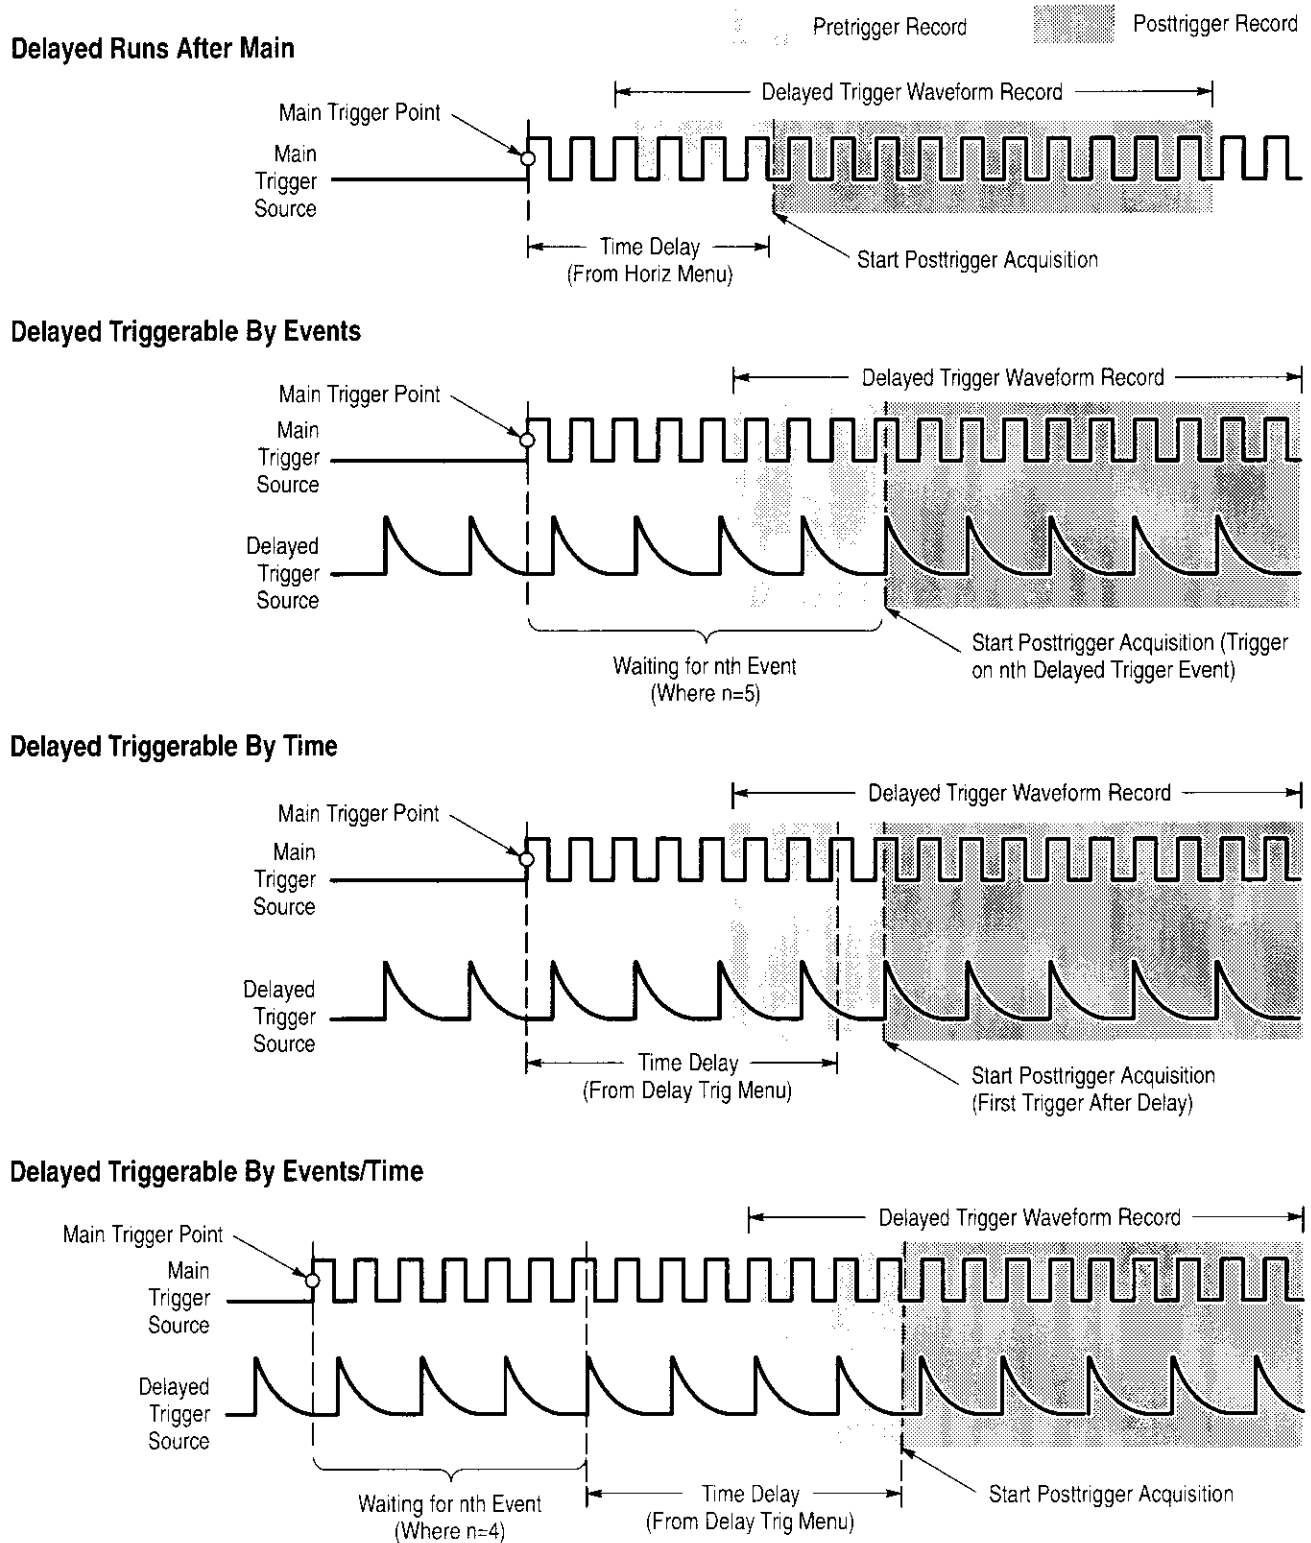 Pretrigger Record
Posttrigger Record
Delayed Runs After Main
Delayed Trigger Waveform Record
Main Trigger Point
Main
Trigger
Source
Time Delay
(From Horiz Menu)
Start Posttrigger Acquisition
Delayed Triggerable By Events
Delayed Trigger Waveform Record
Main Trigger Point
Main
Trigger
Source
Delayed
Trigger
Source
Waiting for nth Event
(Where n=5)
Start Posttrigger Acquisition (Trigger
on nth Delayed Trigger Event)
Delayed Triggerable By Time
Delayed Trigger Waveform Record
Main Trigger Point
Main
Trigger
Source
Delayed
Trigger
Source
Time Delay
(From Delay Trig Menu)
Start Posttrigger Acquisition
(First Trigger After Delay)
Delayed Triggerable By Events/Time
Delayed Trigger Waveform Record
Main Trigger Point
Main
Trigger
Source
Delayed
Trigger
Source
Waiting for nth Event
(Where n=4)
Time Delay
(From Delay Trig Menu)
Start Posttrigger Acquisition